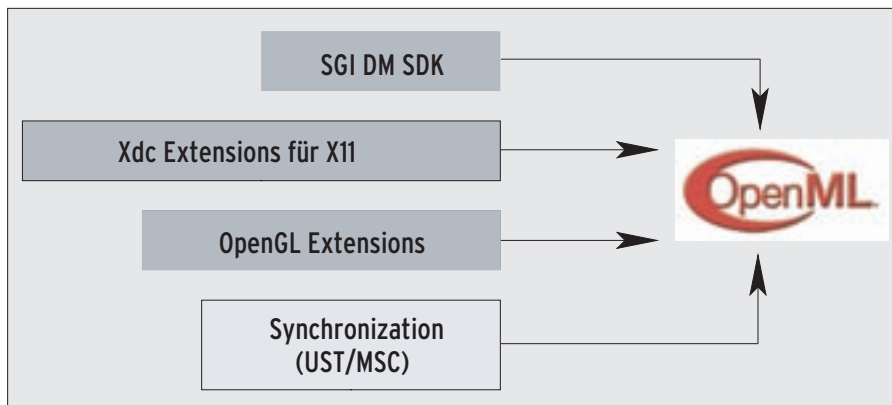 SGI DM SDK
Xdc Extensions für X11
OpenGL Extensions
Synchronization
(UST/MSC)
OpenML